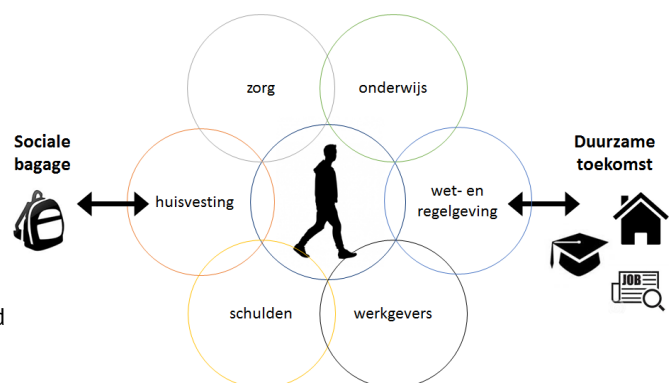 zorg
onderwijs
Sociale
bagage
Duurzame
toekomst
huisvesting
wet- en
regelgeving
JOB
d
schulden
werkgevers